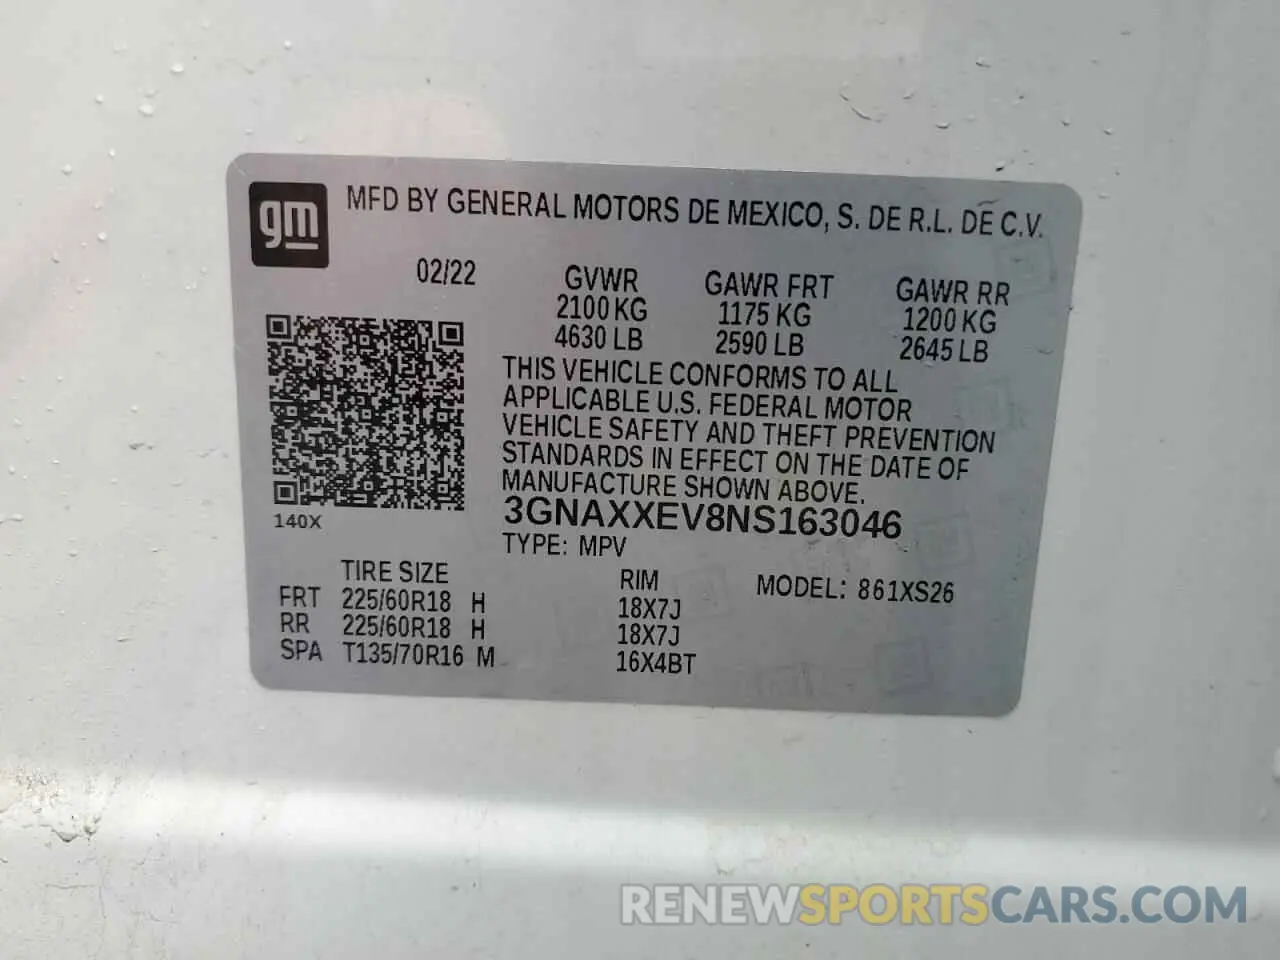 gm
MFD BY GENERAL MOTORS DE MEXICO, S. DE R.L. DE C.V.
02/22 GVWR GAWR FRT GAWR RR
2100 KG 1175 KG 1200 KG
4630 LB 2590 LB 2645 LB
THIS VEHICLE CONFORMS TO ALL
APPLICABLE U.S. FEDERAL MOTOR
VEHICLE SAFETY AND THEFT PREVENTION
STANDARDS IN EFFECT ON THE DATE OF
MANUFACTURE SHOWN ABOVE.
140X
3GNAXXEV8NS163046
TYPE: MPV
TIRE SIZE RIM MODEL: 861XS26
FRT 225/60R18 H 18X7J
RR 225/60R18 H 18X7J
SPA T135/70R16 M 16X4BT
RENEWSPORTSCARS.COM